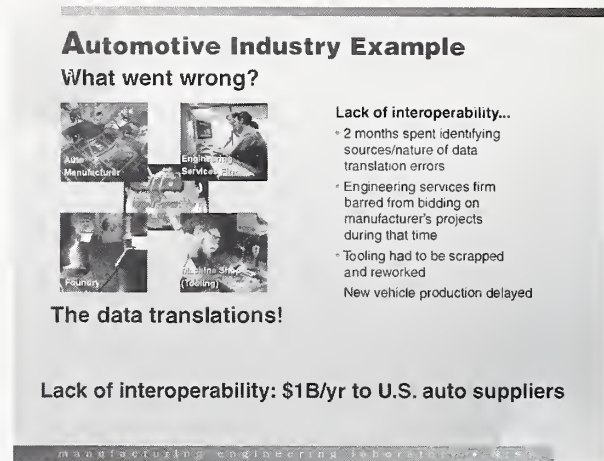 Automotive Industry Example
What went wrong?
Auto
Manufacturer
Engineering
Services Firm
Foundry
Machine Shop
(Tooling)
The data translations!
Lack of interoperability...
° 2 months spent identifying
sources/nature of data
translation errors
° Engineering services firm
barred from bidding on
manufacturer's projects
during that time
° Tooling had to be scrapped
and reworked
New vehicle production delayed
Lack of interoperability: $1B/yr to U.S. auto suppliers
manufacturing engineering laboratory